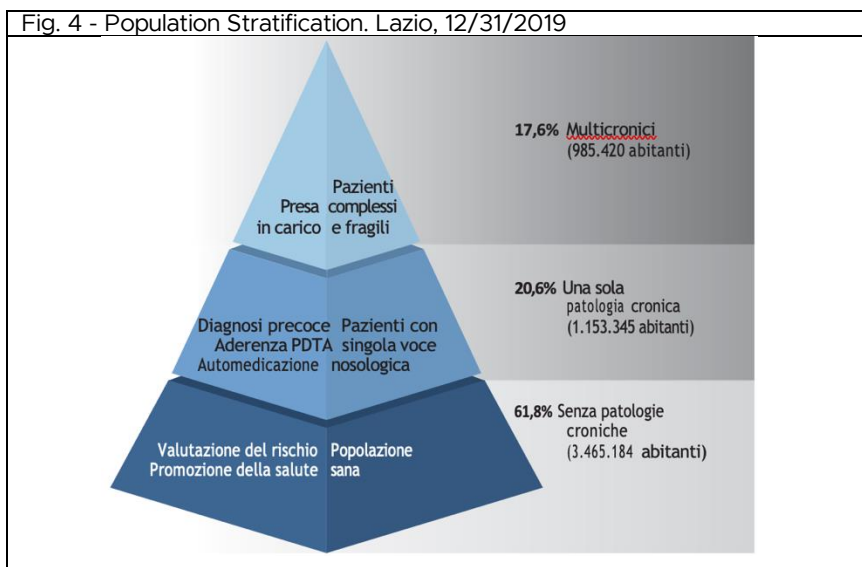 Fig. 4 - Population Stratification. Lazio, 12/31/2019
17,6% Multicronici
(985.420 abitanti)
Pazienti
Presa complessi
in carico e fragili
20,6% Una sola
patologia cronica
(1.153.345 abitanti)
Diagnosi precoce Pazienti con
Aderenza PDTA singola voce
Automedicazione nosologica
61,8% Senza patologie
croniche
(3.465.184 abitanti)
Valutazione del rischio Popolazione
Promozione della salute sana